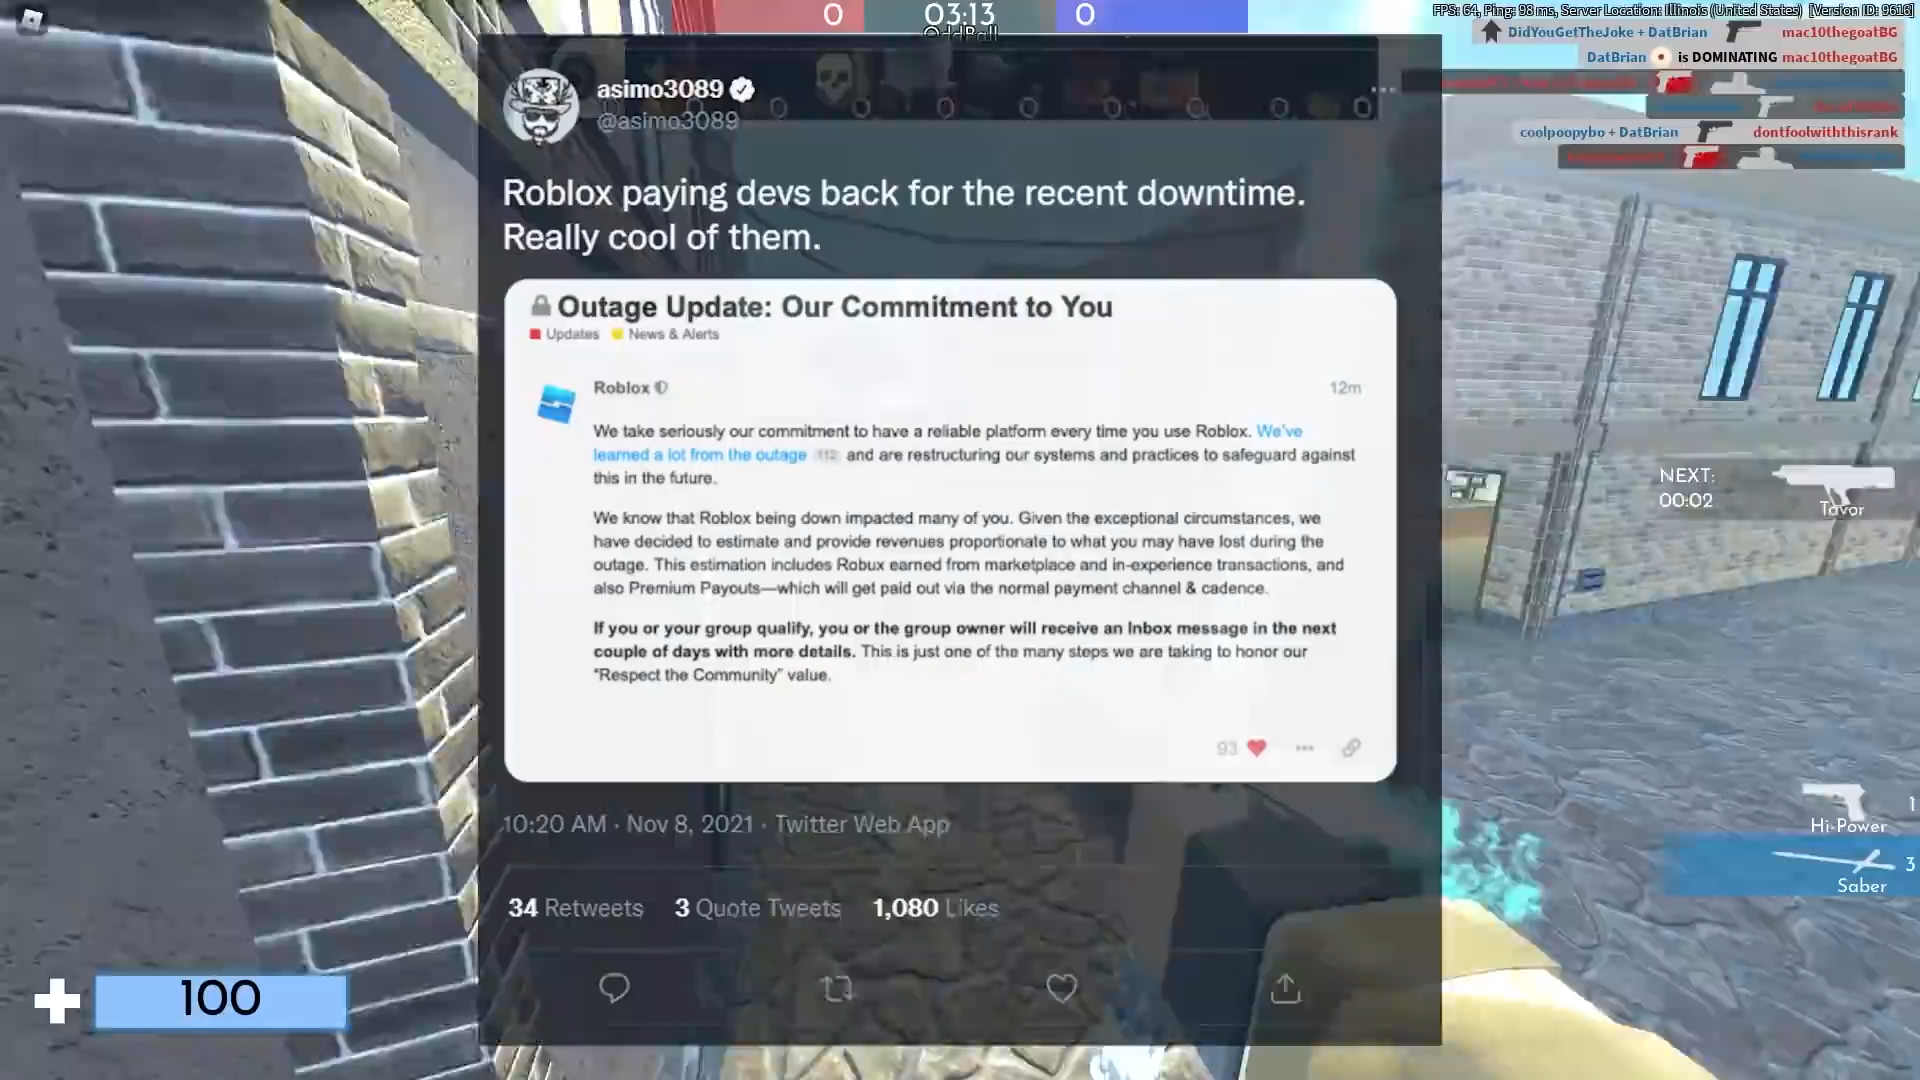 0
03:13
0
OddBall
FPS: 64, Ping: 98 ms, Server Location: Illinois (United States) [Version ID: 9616]
DidYouGetTheJoke + DatBrian mac10thegoatBG
DatBrian is DOMINATING mac10thegoatBG
coolpoopybo + DatBrian dontfoolwiththisrank
asimo3089
@asimo3089
0 0 0 0 0 0 0 0
Roblox paying devs back for the recent downtime.
Really cool of them.
Outage Update: Our Commitment to You
Updates News & Alerts
Roblox 12m
We take seriously our commitment to have a reliable platform every time you use Roblox. We've
learned a lot from the outage 112 and are restructuring our systems and practices to safeguard against
this in the future.
We know that Roblox being down impacted many of you. Given the exceptional circumstances, we
have decided to estimate and provide revenues proportionate to what you may have lost during the
outage. This estimation includes Robux earned from marketplace and in-experience transactions, and
also Premium Payouts—which will get paid out via the normal payment channel & cadence.
If you or your group qualify, you or the group owner will receive an Inbox message in the next
couple of days with more details. This is just one of the many steps we are taking to honor our
“Respect the Community” value.
93
10:20 AM · Nov 8, 2021 · Twitter Web App
34 Retweets 3 Quote Tweets 1,080 Likes
NEXT:
00:02
Tavor
Hi-Power
1
Saber
3
100